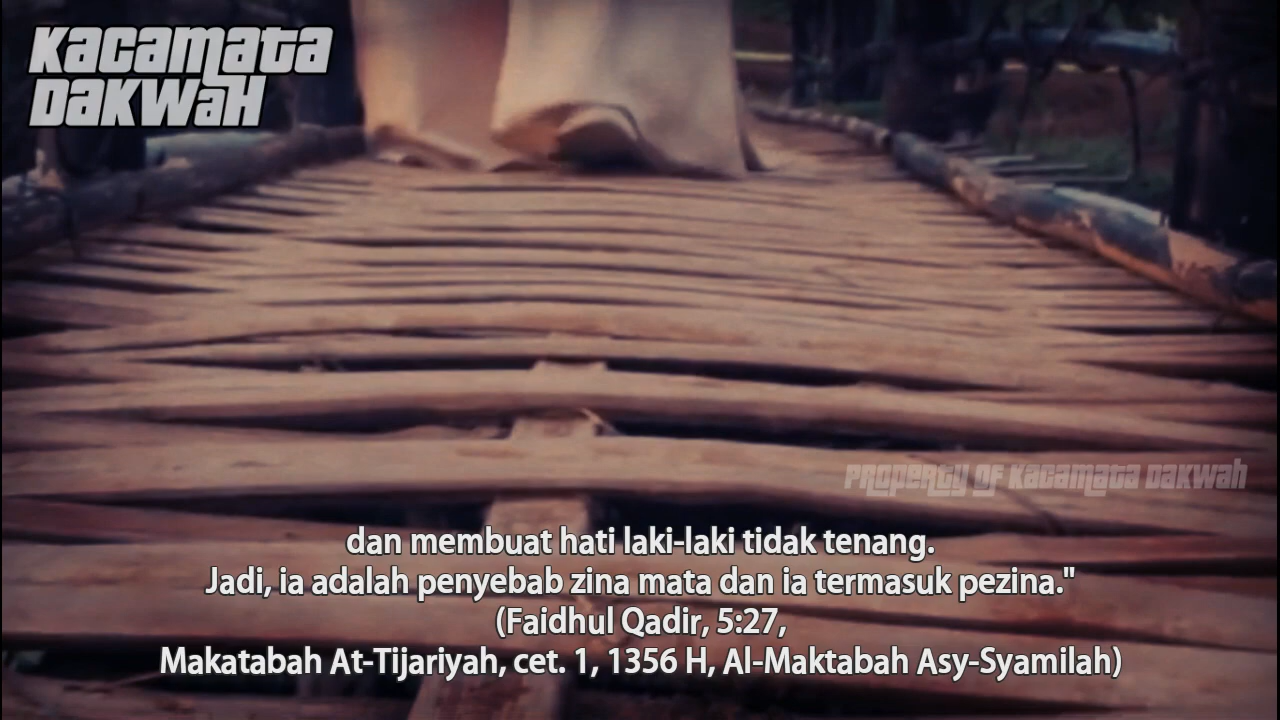 Kacamata
Dakwah
Property of Kacamata Dakwah
dan membuat hati laki-laki tidak tenang.
Jadi, ia adalah penyebab zina mata dan ia termasuk pezina."
(Faidhul Qadir, 5:27,
Makatabah At-Tijariyah, cet. 1, 1356 H, Al-Maktabah Asy-Syamilah)